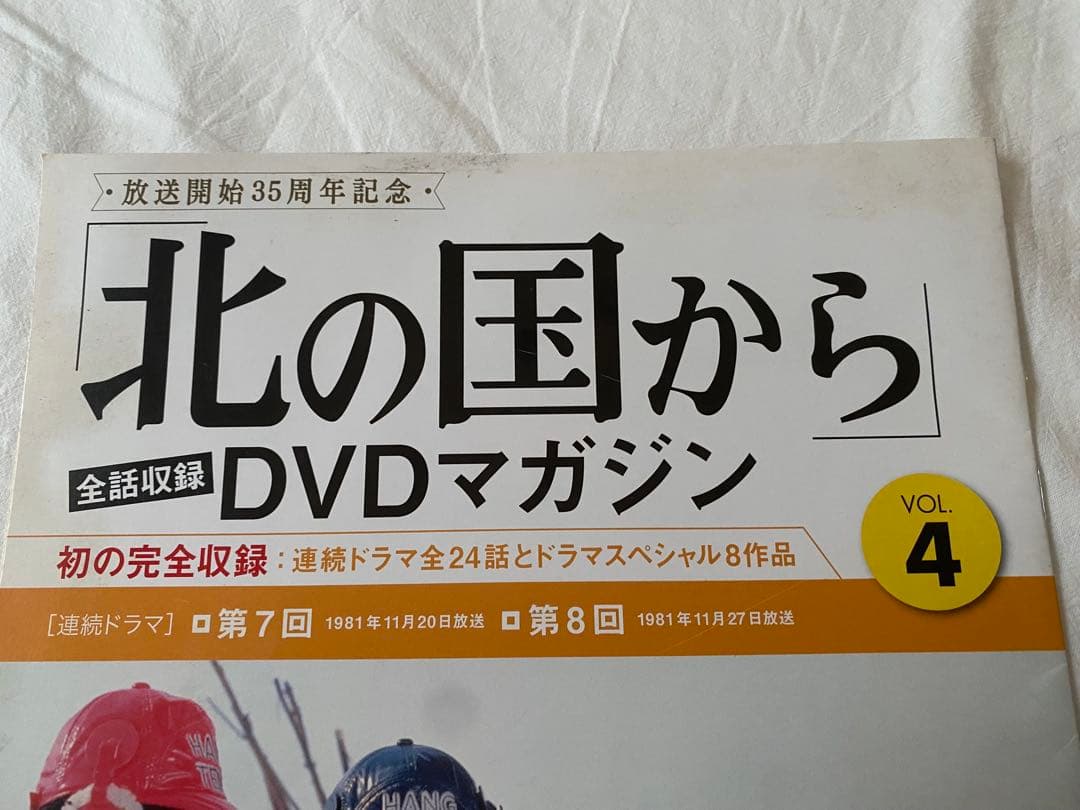 ・放送開始35周年記念・
「北の国から」
全話収録 DVDマガジン
VOL.
4
初の完全収録：連続ドラマ全24話とドラマスペシャル8作品
［連続ドラマ］ 第7回 1981年11月20日放送 第8回 1981年11月27日放送
HANG